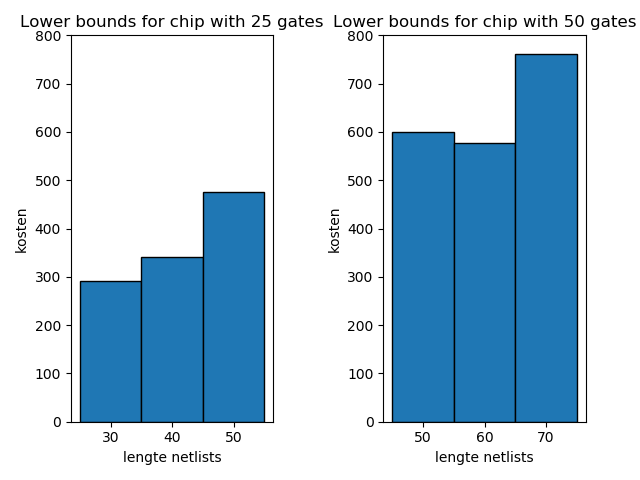 Lower bounds for chip with 25 gates
800
700
600
500
400
300
200
100
0
kosten
30 40 50
lengte netlists
Lower bounds for chip with 50 gates
800
700
600
500
400
300
200
100
0
kosten
50 60 70
lengte netlists